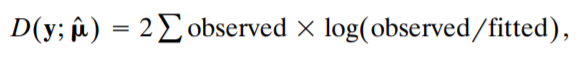 D(y; μ̂) = 2 ∑ observed × log(observed/fitted),